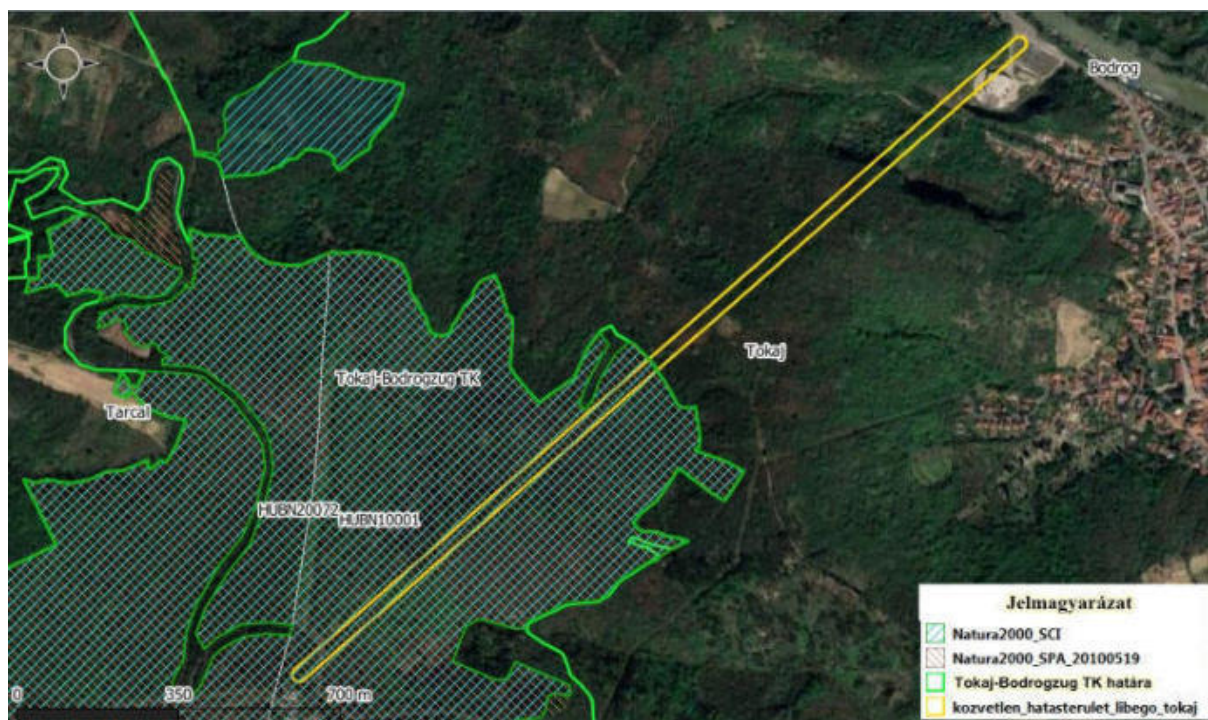 Bodrog
Tokaj
Tokaj-Bodrogzug TK
Tarcal
HUBN20072
HUBN10001
0
350
700 m
Jelmagyarázat
Natura2000_SCI
Natura2000_SPA_20100519
Tokaj-Bodrogzug TK határa
kozvetlen_hatasterulet_libego_tokaj